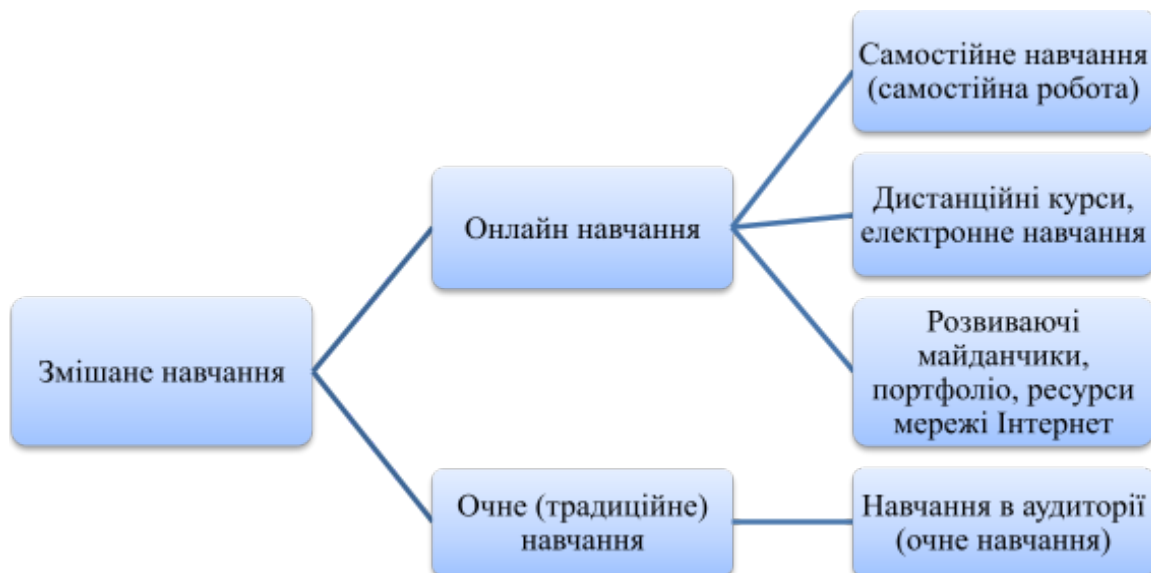 Самостійне навчання
(самостійна робота)
Дистанційні курси,
електронне навчання
Онлайн навчання
Розвиваючі
майданчики,
портфоліо, ресурси
мережі Інтернет
Змішане навчання
Очне (традиційне)
навчання
Навчання в аудиторії
(очне навчання)